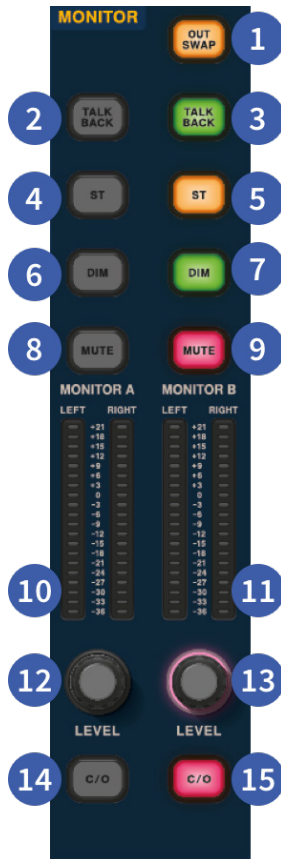 MONITOR
OUT SWAP 1
2 TALK BACK TALK BACK 3
4 ST ST 5
6 DIM DIM 7
8 MUTE MUTE 9
MONITOR A MONITOR B
LEFT RIGHT LEFT RIGHT
+21 +21
+18 +18
+15 +15
+12 +12
+9 +9
+6 +6
+3 +3
0 0
-3 -3
-6 -6
-9 -9
-12 -12
-15 -15
-18 -18
-21 -21
-24 -24
10 -27 -27 11
-30 -30
-33 -33
-36 -36
12 13
LEVEL LEVEL
14 C/O C/O 15